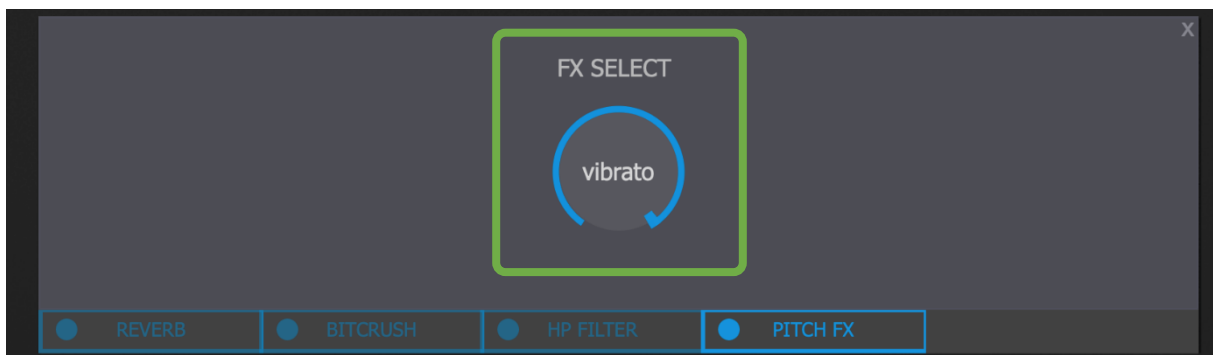 X
FX SELECT
vibrato
REVERB
BITCRUSH
HP FILTER
PITCH FX